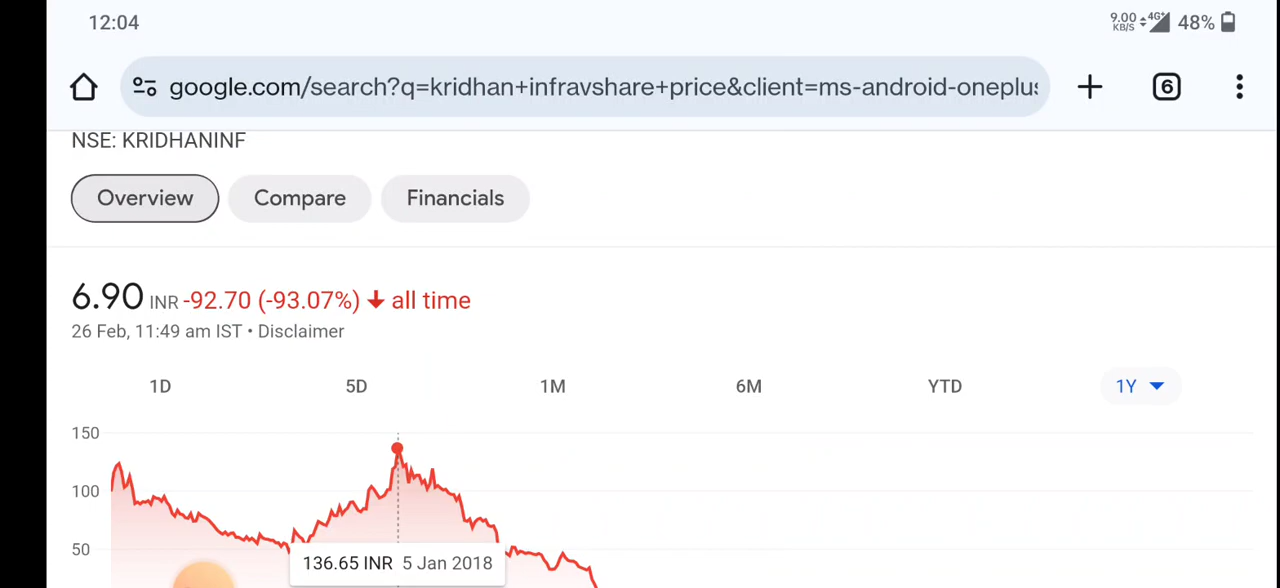 12:04 9.00 KB/S 4G+ 48%
google.com/search?q=kridhan+infravshare+price&client=ms-android-oneplus 6
NSE: KRIDHANINF
Overview Compare Financials
6.90 INR -92.70 (-93.07%) ↓ all time
26 Feb, 11:49 am IST • Disclaimer
1D 5D 1M 6M YTD 1Y
150
100
50
136.65 INR 5 Jan 2018